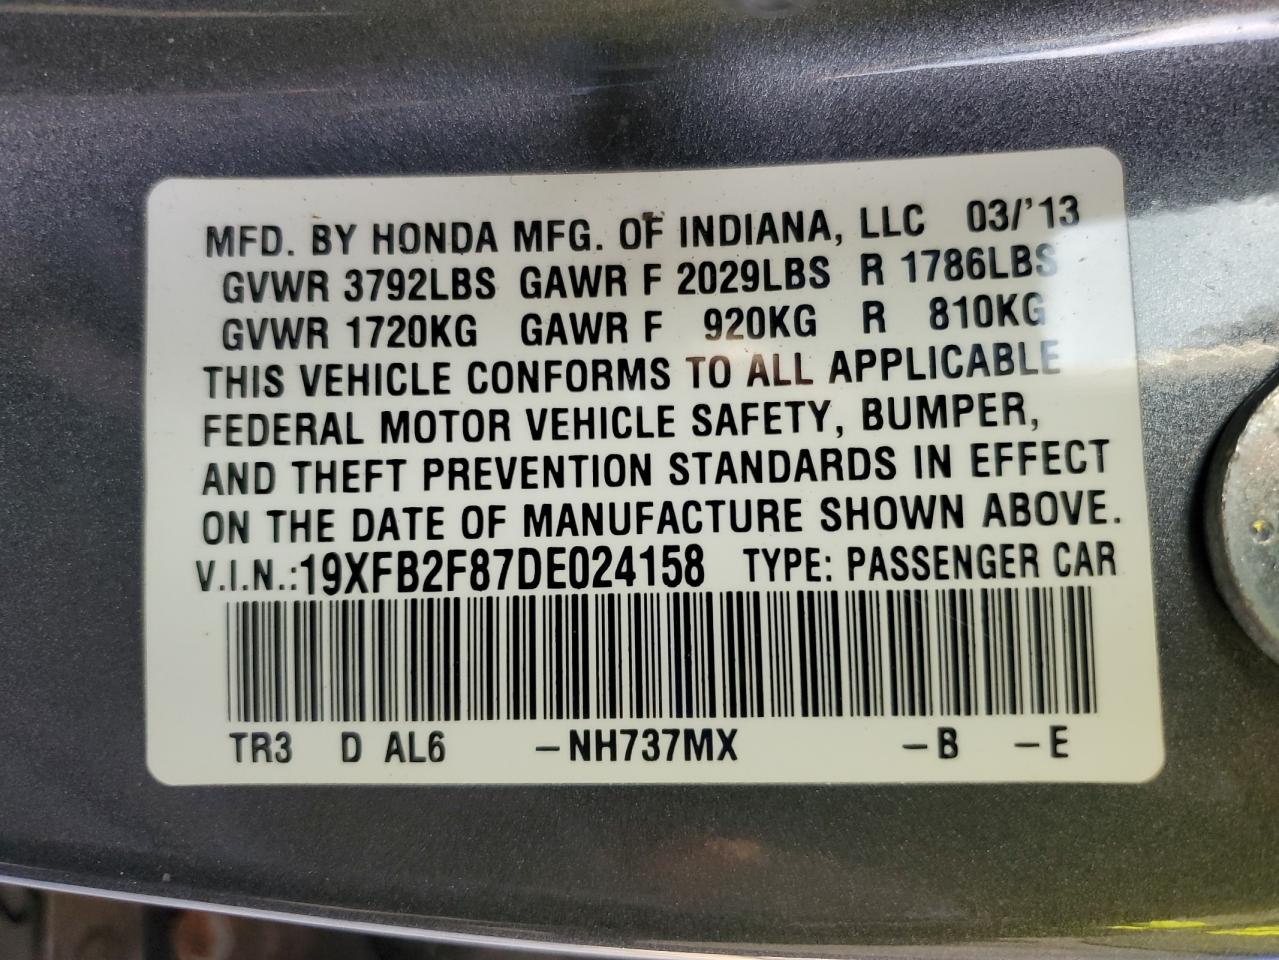 MFD. BY HONDA MFG. OF INDIANA, LLC 03/'13
GVWR 3792LBS GAWR F 2029LBS R 1786LBS
GVWR 1720KG GAWR F 920KG R 810KG
THIS VEHICLE CONFORMS TO ALL APPLICABLE
FEDERAL MOTOR VEHICLE SAFETY, BUMPER,
AND THEFT PREVENTION STANDARDS IN EFFECT
ON THE DATE OF MANUFACTURE SHOWN ABOVE.
V.I.N.:19XFB2F87DE024158 TYPE: PASSENGER CAR
TR3 D AL6 -NH737MX -B -E